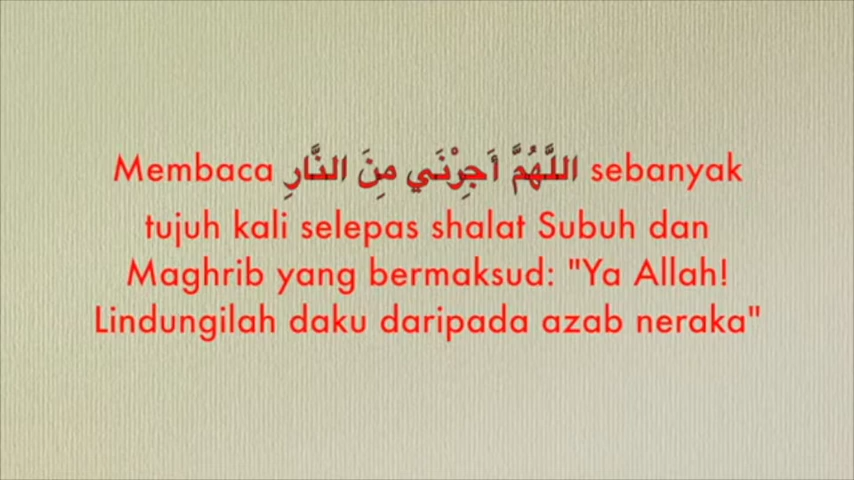 Membaca اللَّهُمَّ أَجِرْنَي مِنَ النَّارِ sebanyak
tujuh kali selepas shalat Subuh dan
Maghrib yang bermaksud: "Ya Allah!
Lindungilah daku daripada azab neraka"